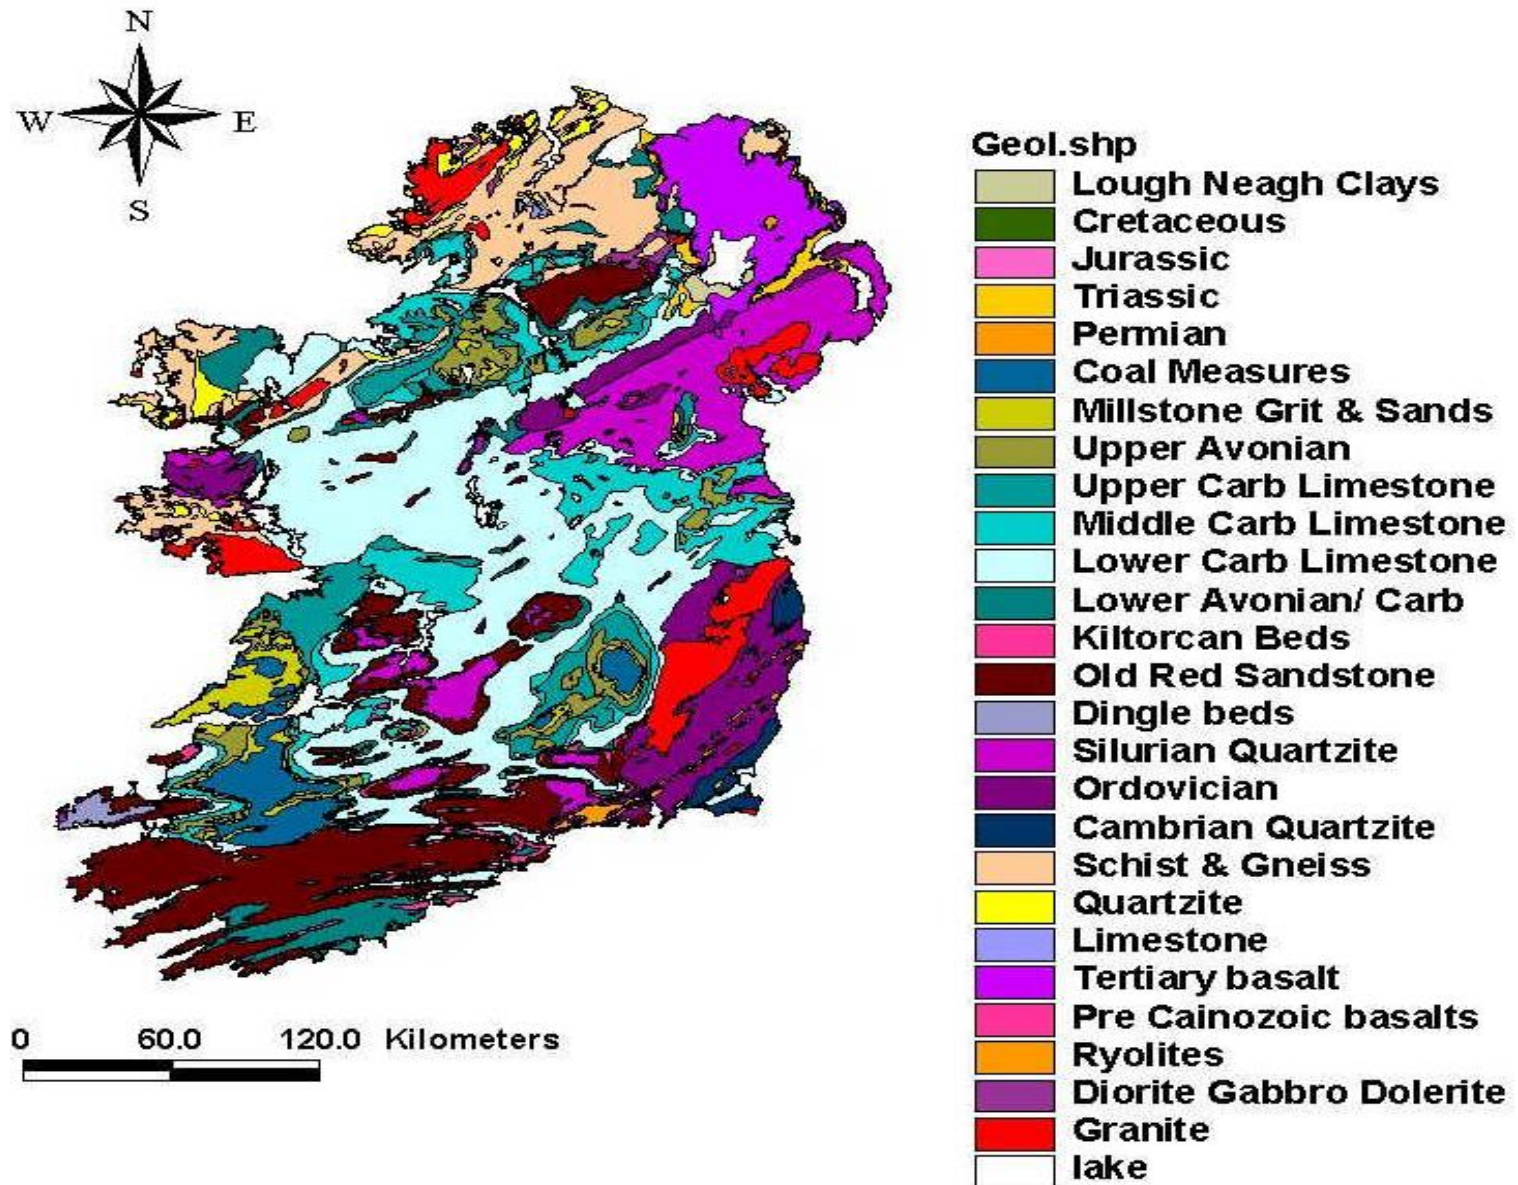 N
W E
S
Geol.shp
Lough Neagh Clays
Cretaceous
Jurassic
Triassic
Permian
Coal Measures
Millstone Grit & Sands
Upper Avonian
Upper Carb Limestone
Middle Carb Limestone
Lower Carb Limestone
Lower Avonian/ Carb
Kiltorcan Beds
Old Red Sandstone
Dingle beds
Silurian Quartzite
Ordovician
Cambrian Quartzite
Schist & Gneiss
Quartzite
Limestone
Tertiary basalt
Pre Cainozoic basalts
Ryolites
Diorite Gabbro Dolerite
Granite
lake
0 60.0 120.0 Kilometers